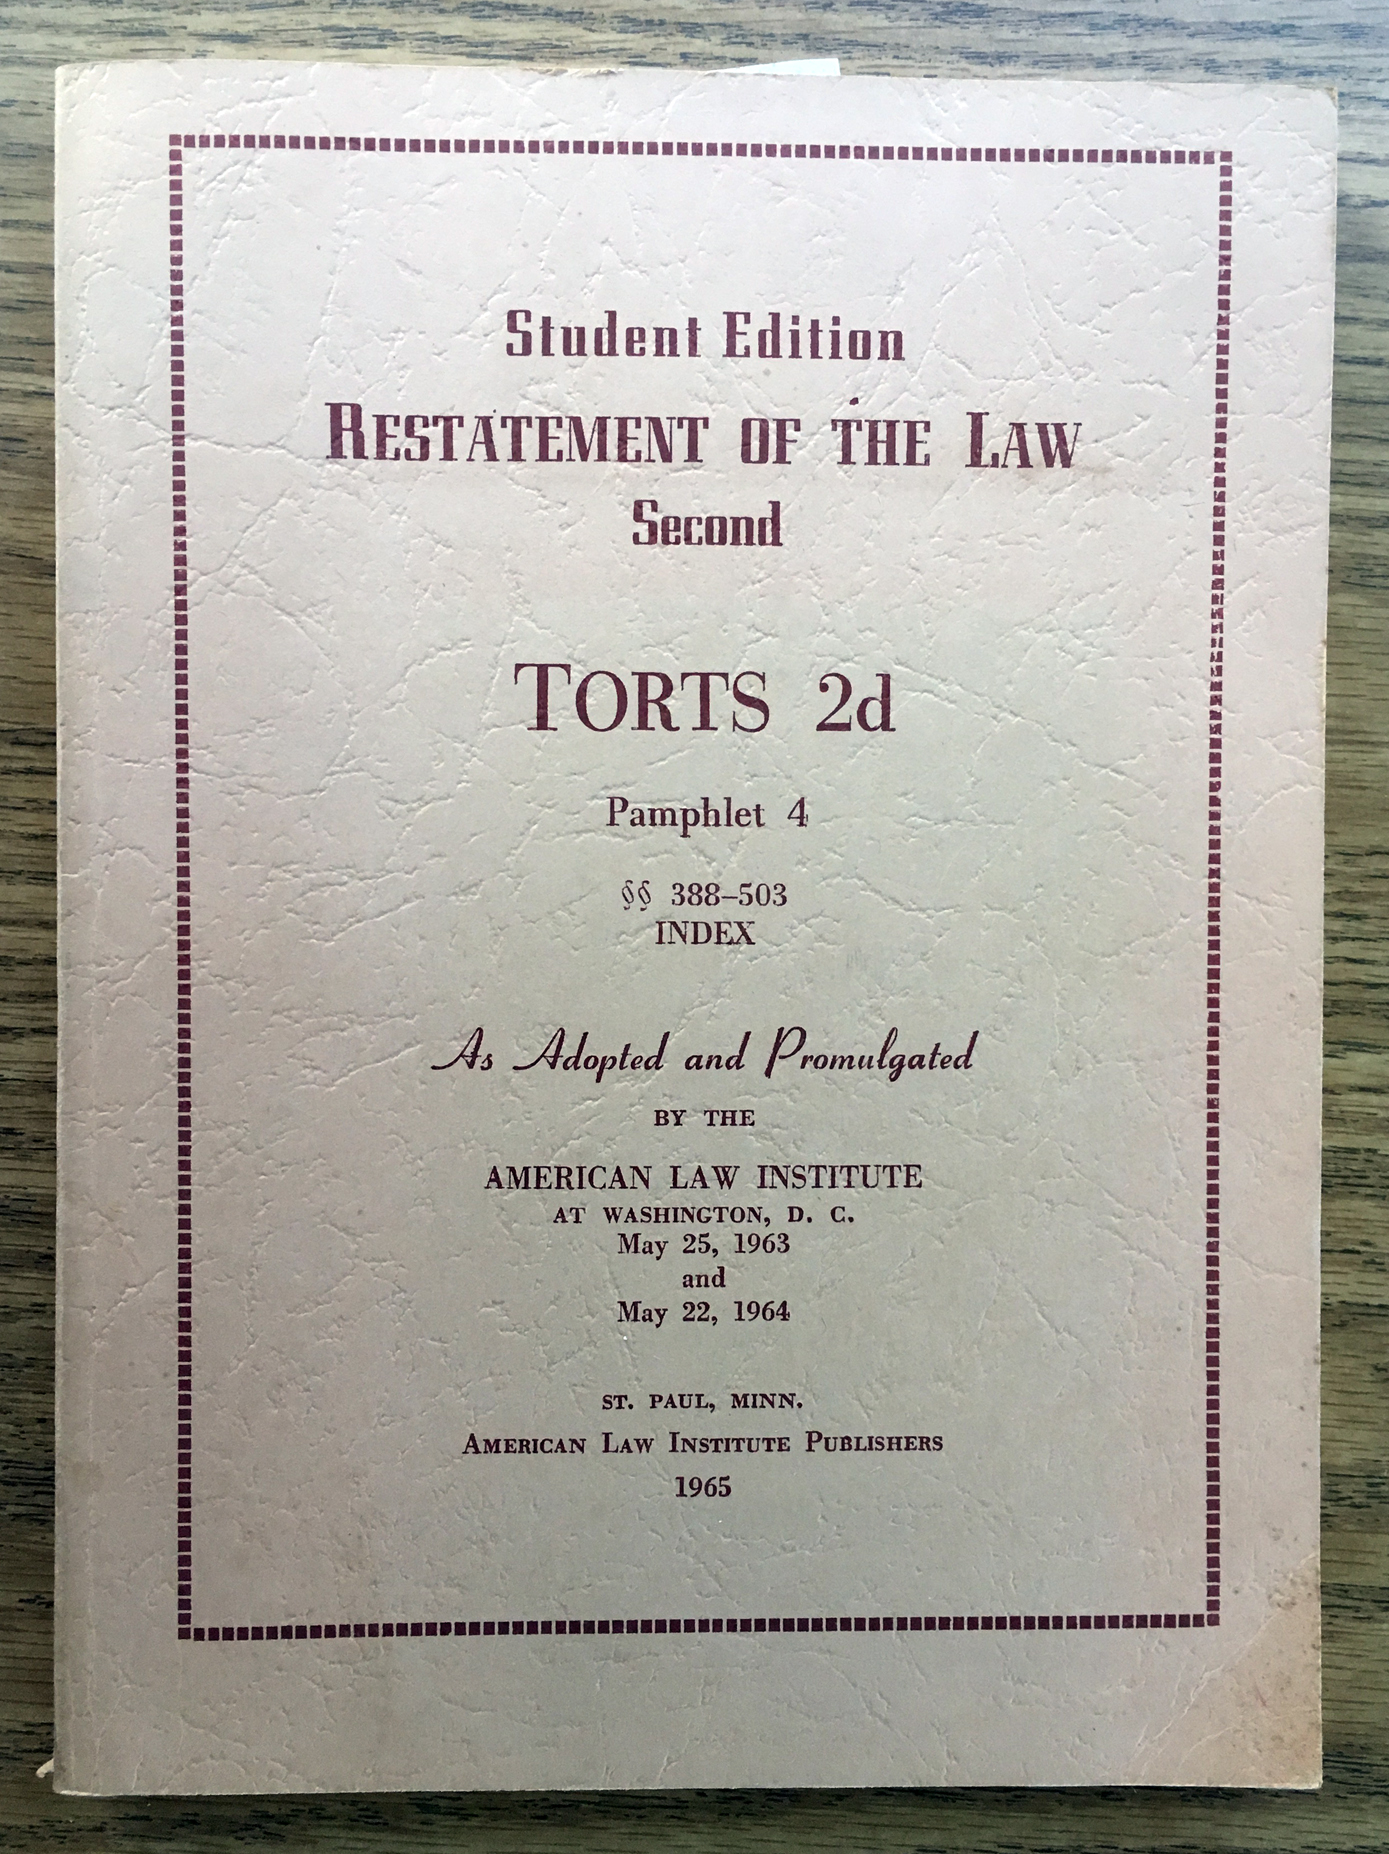 Student Edition
RESTATEMENT OF THE LAW
Second
TORTS 2d
Pamphlet 4
§§ 388–503
INDEX
As Adopted and Promulgated
BY THE
AMERICAN LAW INSTITUTE
AT WASHINGTON, D. C.
May 25, 1963
and
May 22, 1964
ST. PAUL, MINN.
AMERICAN LAW INSTITUTE PUBLISHERS
1965